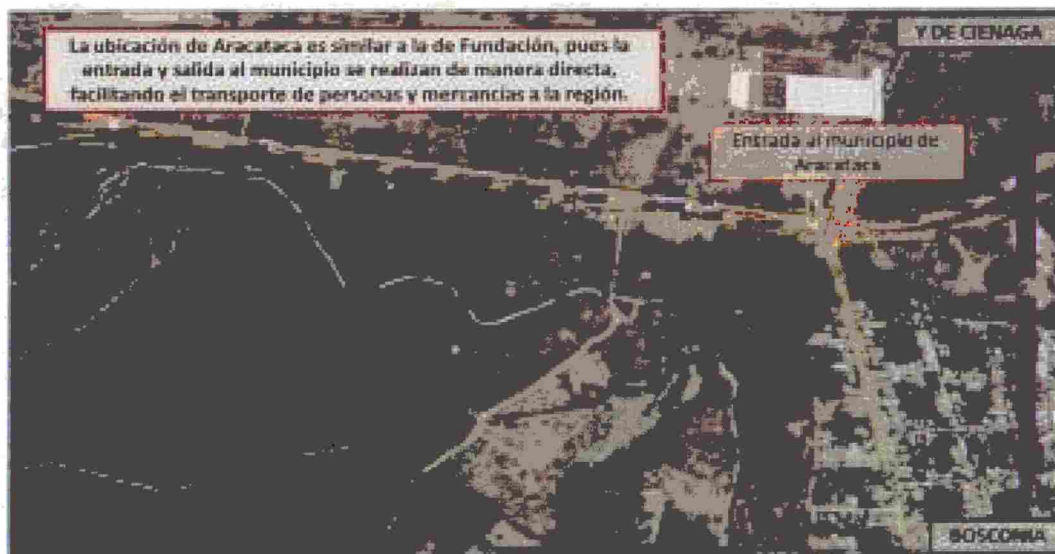 La ubicación de Aracataca es similar a la de Fundación, pues la
entrada y salida al municipio se realizan de manera directa,
facilitando el transporte de personas y mercancías a la región.
Y DE CIENAGA
Entrada al municipio de
Aracataca
BOSCONIA